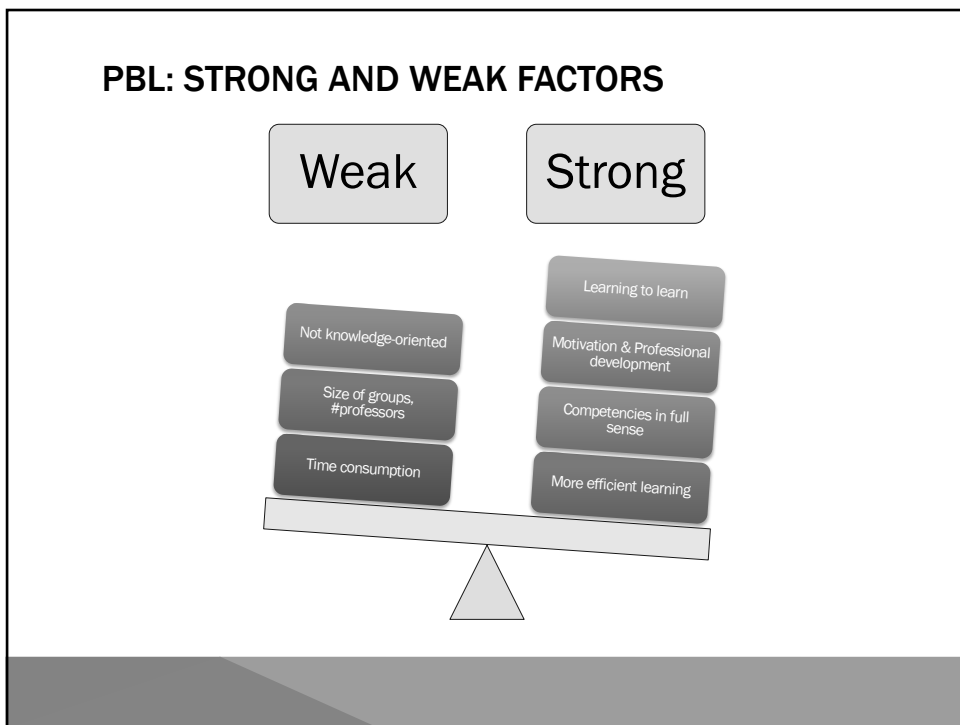 PBL: STRONG AND WEAK FACTORS
Weak
Strong
Not knowledge-oriented
Size of groups,
#professors
Time consumption
Learning to learn
Motivation & Professional
development
Competencies in full
sense
More efficient learning